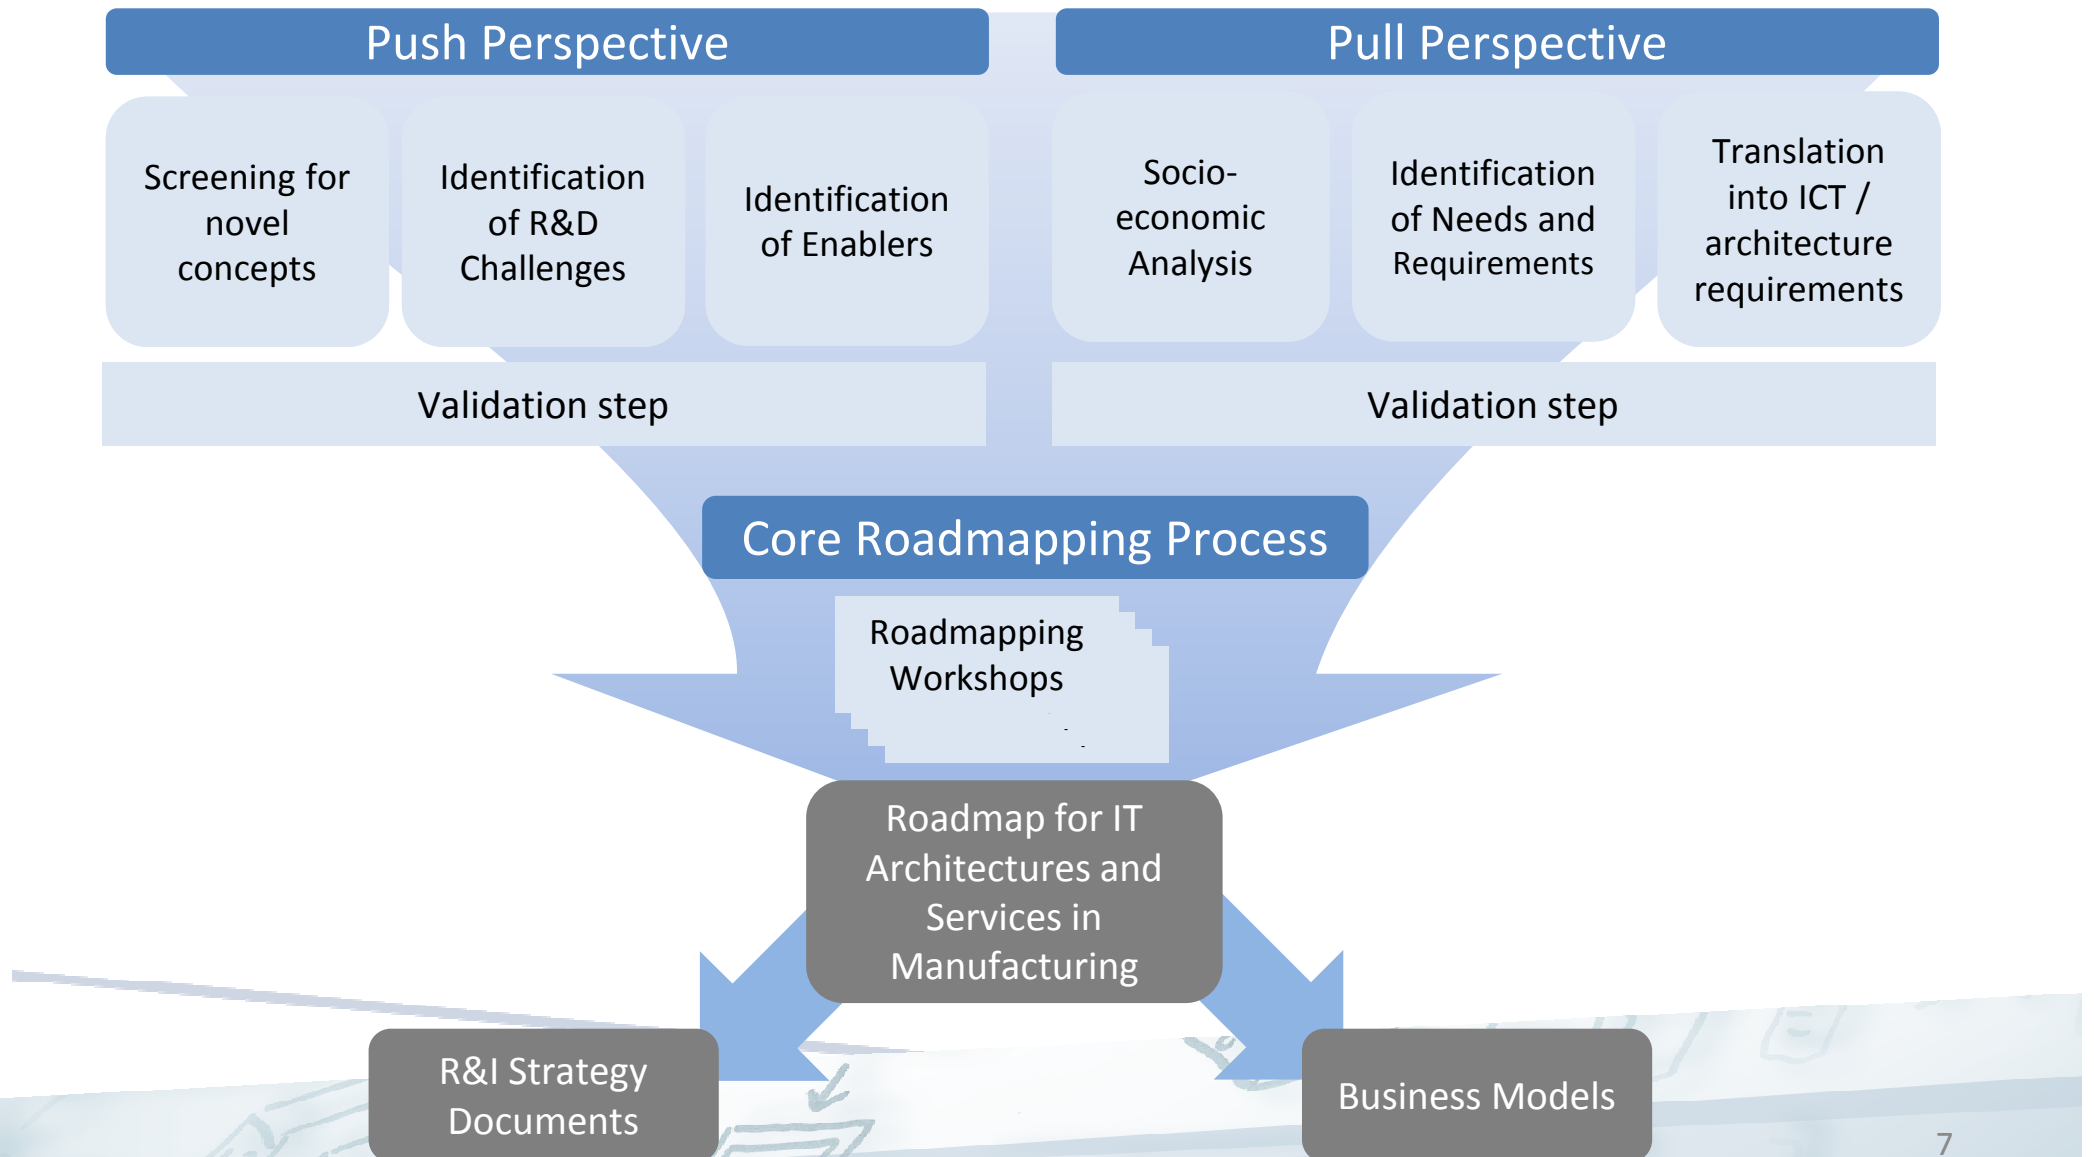 Push Perspective
Pull Perspective
Screening for
novel
concepts
Identification
of R&D
Challenges
Identification
of Enablers
Socio-
economic
Analysis
Identification
of Needs and
Requirements
Translation
into ICT /
architecture
requirements
Validation step
Validation step
Core Roadmapping Process
Roadmapping
Workshops
Roadmap for IT
Architectures and
Services in
Manufacturing
R&I Strategy
Documents
Business Models
7